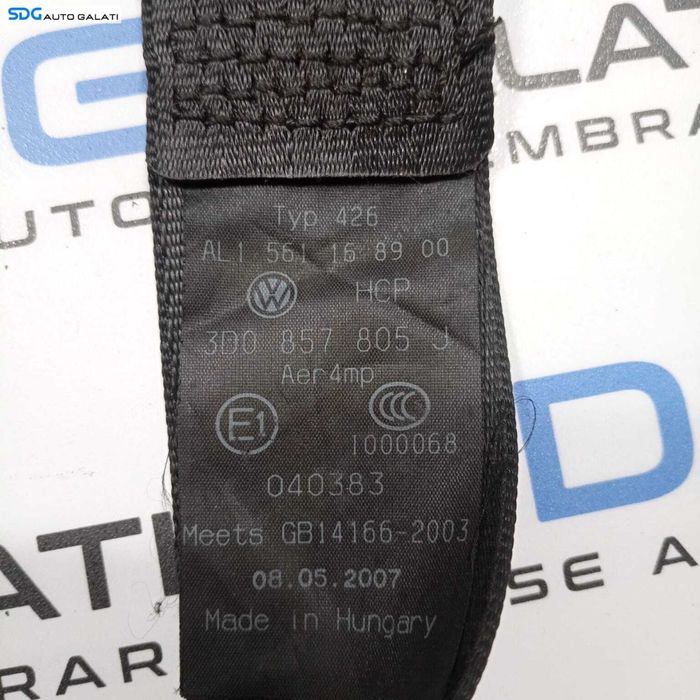 SDG AUTO GALATI
Typ 426
AL1 561 16 89 00
HCP
3D0 857 805 J
Aer4mp
E1
CCC
I000068
040383
Meets GB14166-2003
08.05.2007
Made in Hungary